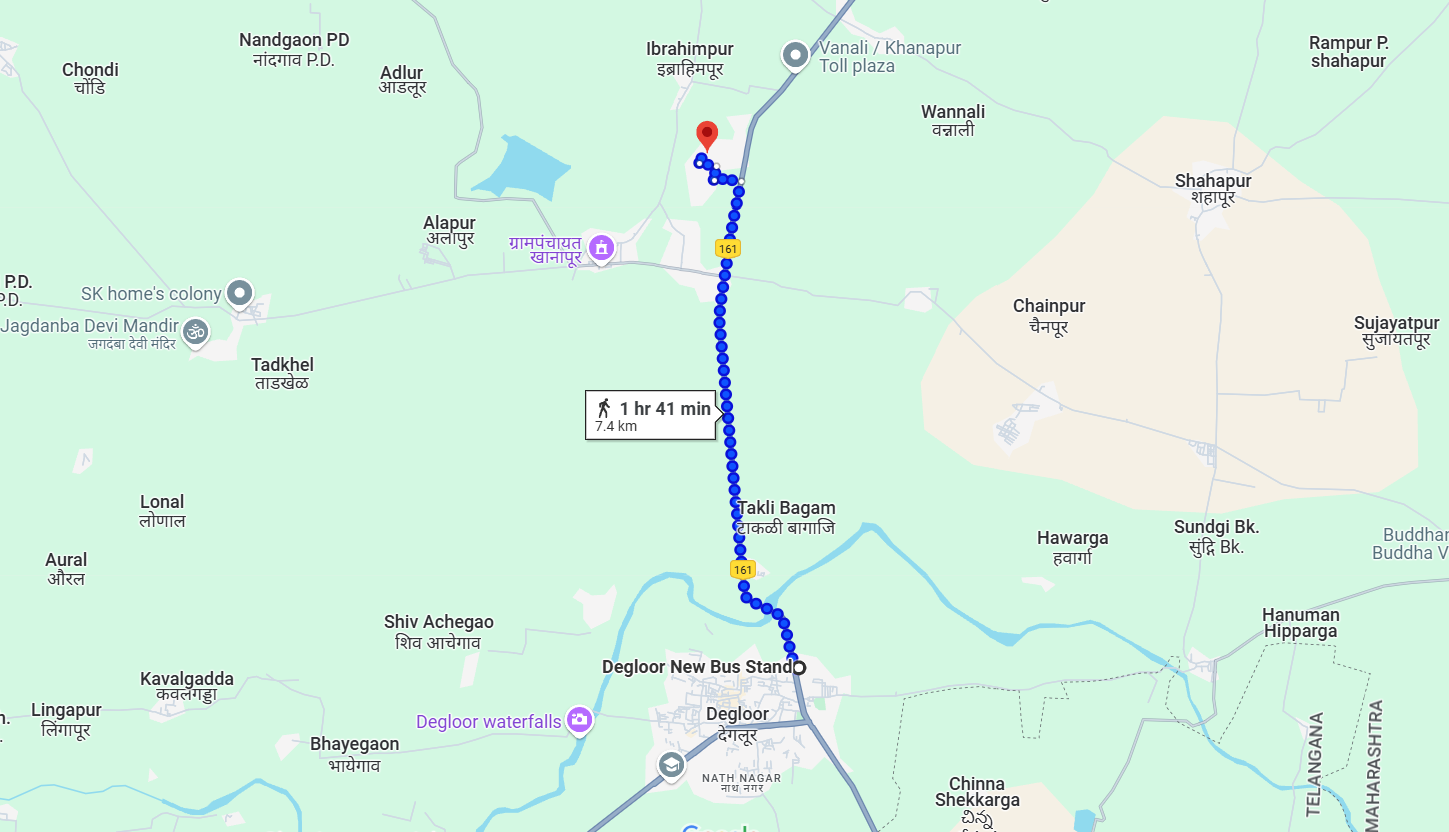 Nandgaon PD
नांदगाव P.D.
Chondi
चोंडि
Adlur
आडलूर
Ibrahimpur
इब्राहिमपूर
Vanali / Khanapur
Toll plaza
Rampur P.
shahapur
Wannali
वन्नाली
Shahapur
शहापूर
Alapur
अलापुर
ग्रामपंचायत
खानापूर
161
P.D.
P.D.
SK home's colony
Jagdanba Devi Mandir
जगदंबा देवी मंदिर
Chainpur
चैनपूर
Sujayatpur
सुजायतपूर
Tadkhel
ताडखेळ
1 hr 41 min
7.4 km
Lonal
लोणाल
Takli Bagam
टाकळी बागाजि
Aural
औरल
Hawarga
हवार्गा
Sundgi Bk.
सुंद्गि Bk.
Buddha
161
Shiv Achegao
शिव आचेगाव
Hanuman
Hipparga
Degloor New Bus Stand
Kavalgadda
कवलगड्डा
Lingapur
लिंगापूर
Degloor waterfalls
Degloor
देगलूर
Bhayegaon
भायेगाव
NATH NAGAR
नाथ नगर
Chinna
Shekkarga
చిన్న
TELANGANA
MAHARASHTRA
Google